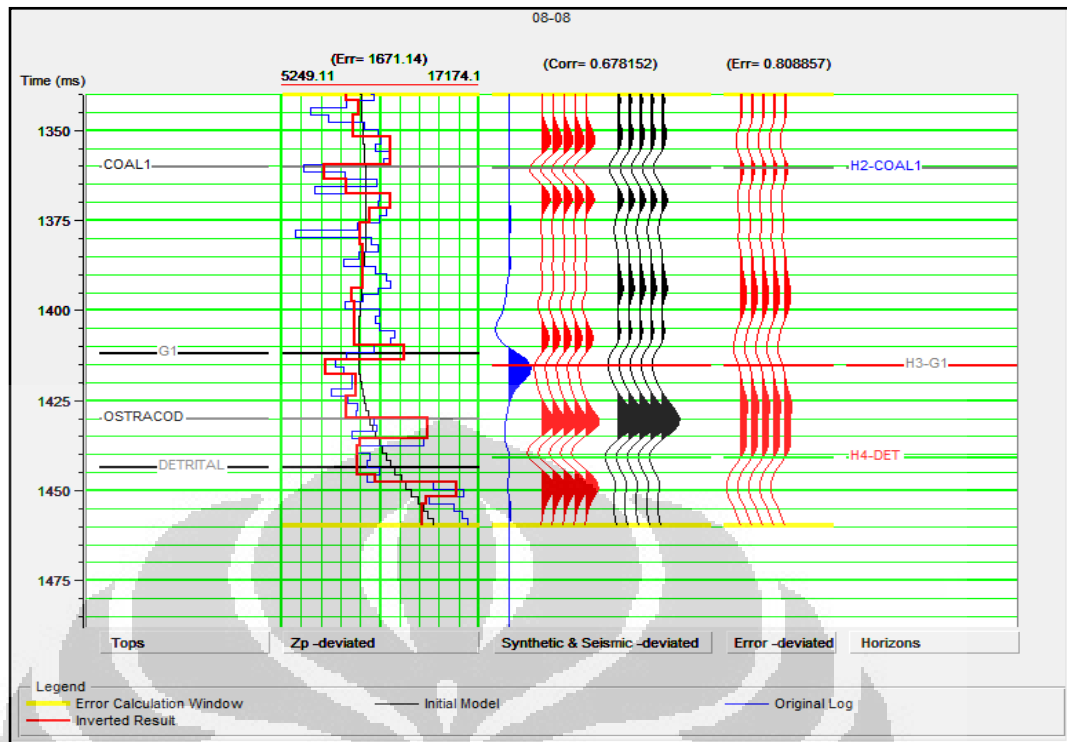 08-08
(Err= 1671.14)
5249.11 17174.1
(Corr= 0.678152)
(Err= 0.808857)
Time (ms)
1350
COAL1
H2-COAL1
1375
1400
G1
H3-G1
1425
OSTRACOD
DETRITAL
H4-DET
1450
1475
Tops
Zp -deviated
Synthetic & Seismic -deviated
Error -deviated
Horizons
Legend
Error Calculation Window
Initial Model
Original Log
Inverted Result